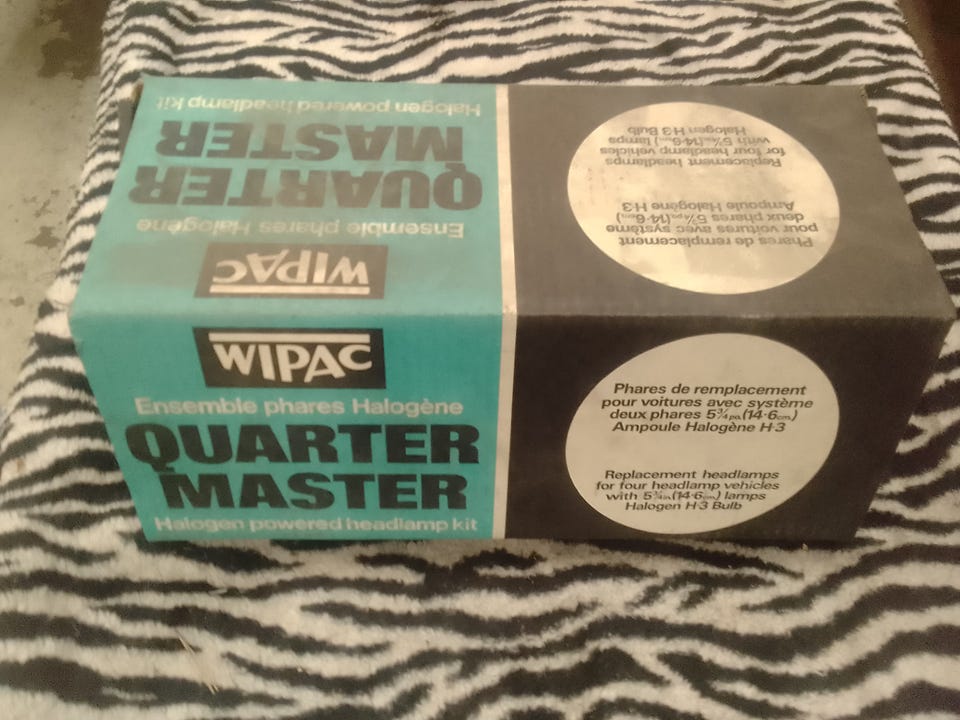 WIPAC
Ensemble phares Halogène
QUARTER
MASTER
Halogen powered headlamp kit
Phares de remplacement
pour voitures avec système
deux phares 5¾po.(14·6cm.)
Ampoule Halogène H·3
Replacement headlamps
for four headlamp vehicles
with 5¾in.(14·6cm.) lamps
Halogen H·3 Bulb
WIPAC
Ensemble phares Halogène
QUARTER
MASTER
Halogen powered headlamp kit
Phares de remplacement
pour voitures avec système
deux phares 5¾po.(14·6cm.)
Ampoule Halogène H·3
Replacement headlamps
for four headlamp vehicles
with 5¾in.(14·6cm.) lamps
Halogen H·3 Bulb